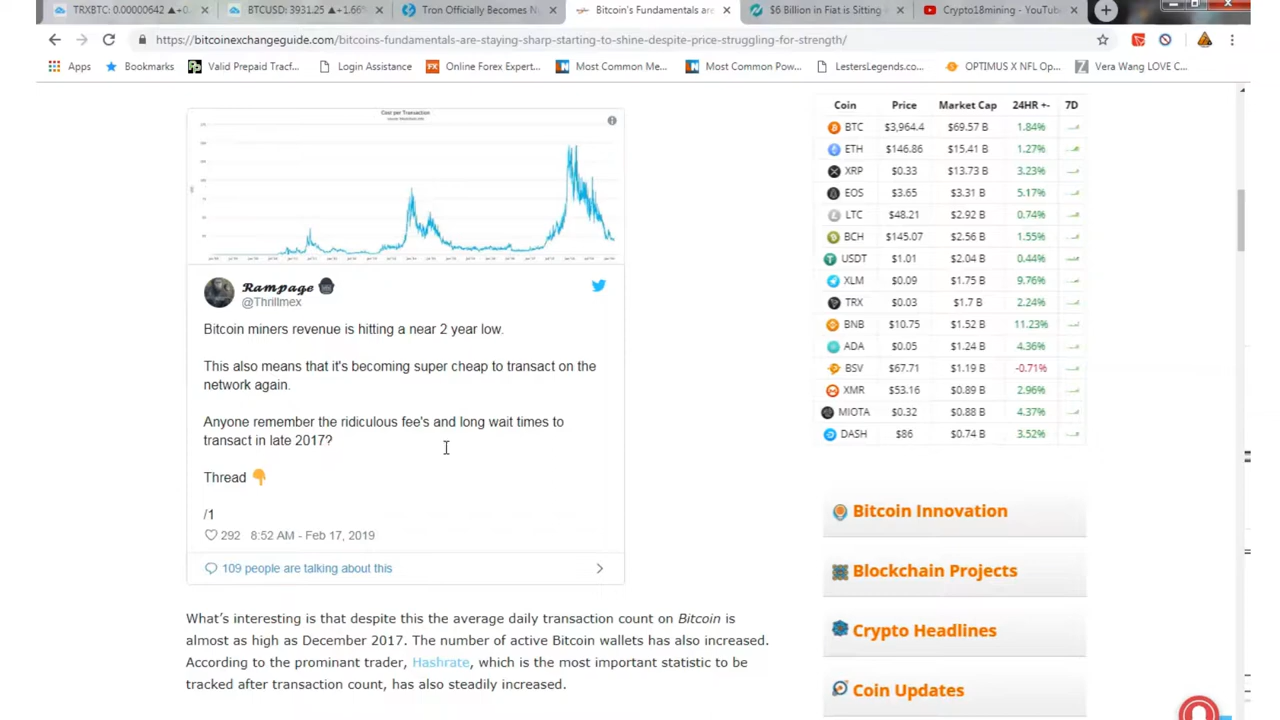 TRXBTC: 0.00000642 ▲+0.
BTCUSD: 3931.25 ▲+1.66%
Tron Officially Becomes N
Bitcoin's Fundamentals are
$6 Billion in Fiat is Sitting
Crypto18mining - YouTub
https://bitcoinexchangeguide.com/bitcoins-fundamentals-are-staying-sharp-starting-to-shine-despite-price-struggling-for-strength/
Apps
Bookmarks
Valid Prepaid Tracf...
Login Assistance
Online Forex Expert...
Most Common Me...
Most Common Pow...
LestersLegends.co...
OPTIMUS X NFL Op...
Vera Wang LOVE C...
Cost per Transaction
Rampage
@Thrillmex
Bitcoin miners revenue is hitting a near 2 year low.
This also means that it's becoming super cheap to transact on the
network again.
Anyone remember the ridiculous fee's and long wait times to
transact in late 2017?
Thread 👇
/1
292 8:52 AM - Feb 17, 2019
109 people are talking about this
What's interesting is that despite this the average daily transaction count on Bitcoin is
almost as high as December 2017. The number of active Bitcoin wallets has also increased.
According to the prominant trader, Hashrate, which is the most important statistic to be
tracked after transaction count, has also steadily increased.
Coin Price Market Cap 24HR +- 7D
BTC $3,964.4 $69.57 B 1.84%
ETH $146.86 $15.41 B 1.27%
XRP $0.33 $13.73 B 3.23%
EOS $3.65 $3.31 B 5.17%
LTC $48.21 $2.92 B 0.74%
BCH $145.07 $2.56 B 1.55%
USDT $1.01 $2.04 B 0.44%
XLM $0.09 $1.75 B 9.76%
TRX $0.03 $1.7 B 2.24%
BNB $10.75 $1.52 B 11.23%
ADA $0.05 $1.24 B 4.36%
BSV $67.71 $1.19 B -0.71%
XMR $53.16 $0.89 B 2.96%
MIOTA $0.32 $0.88 B 4.37%
DASH $86 $0.74 B 3.52%
Bitcoin Innovation
Blockchain Projects
Crypto Headlines
Coin Updates